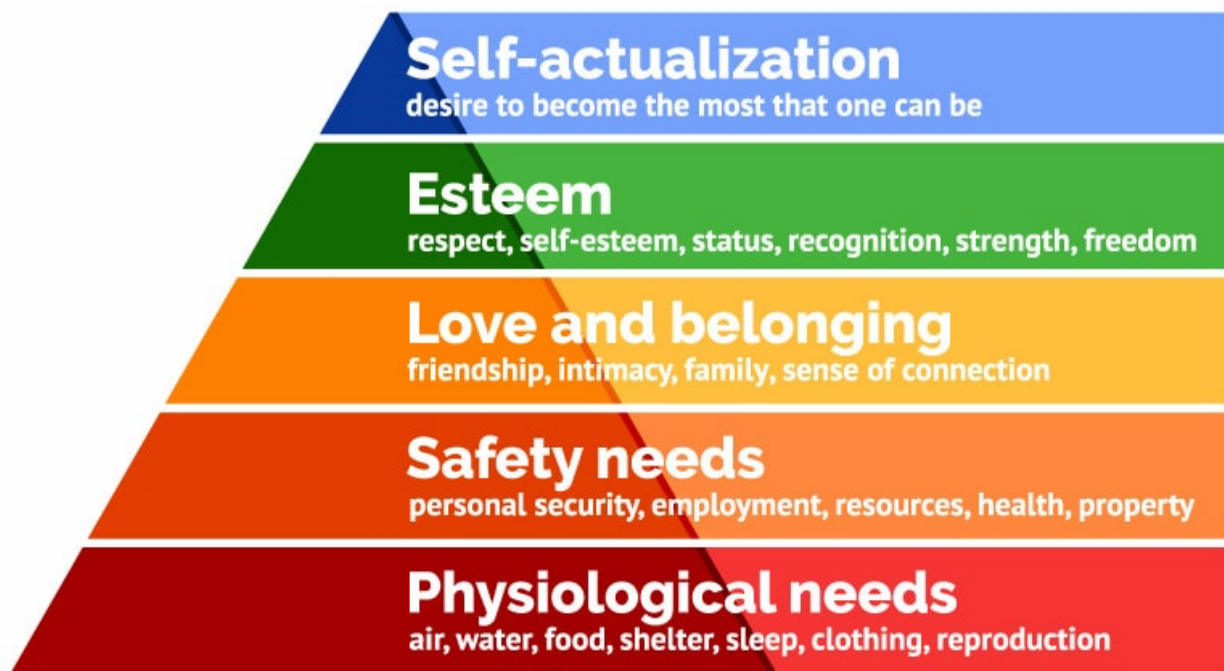 Self-actualization
desire to become the most that one can be
Esteem
respect, self-esteem, status, recognition, strength, freedom
Love and belonging
friendship, intimacy, family, sense of connection
Safety needs
personal security, employment, resources, health, property
Physiological needs
air, water, food, shelter, sleep, clothing, reproduction